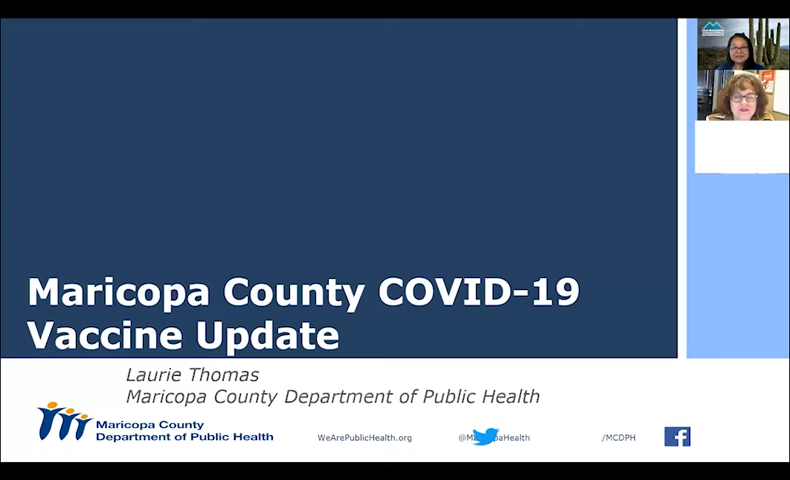 Maricopa County COVID-19
Vaccine Update
Laurie Thomas
Maricopa County Department of Public Health
Maricopa County
Department of Public Health
WeArePublicHealth.org
/MCDPH